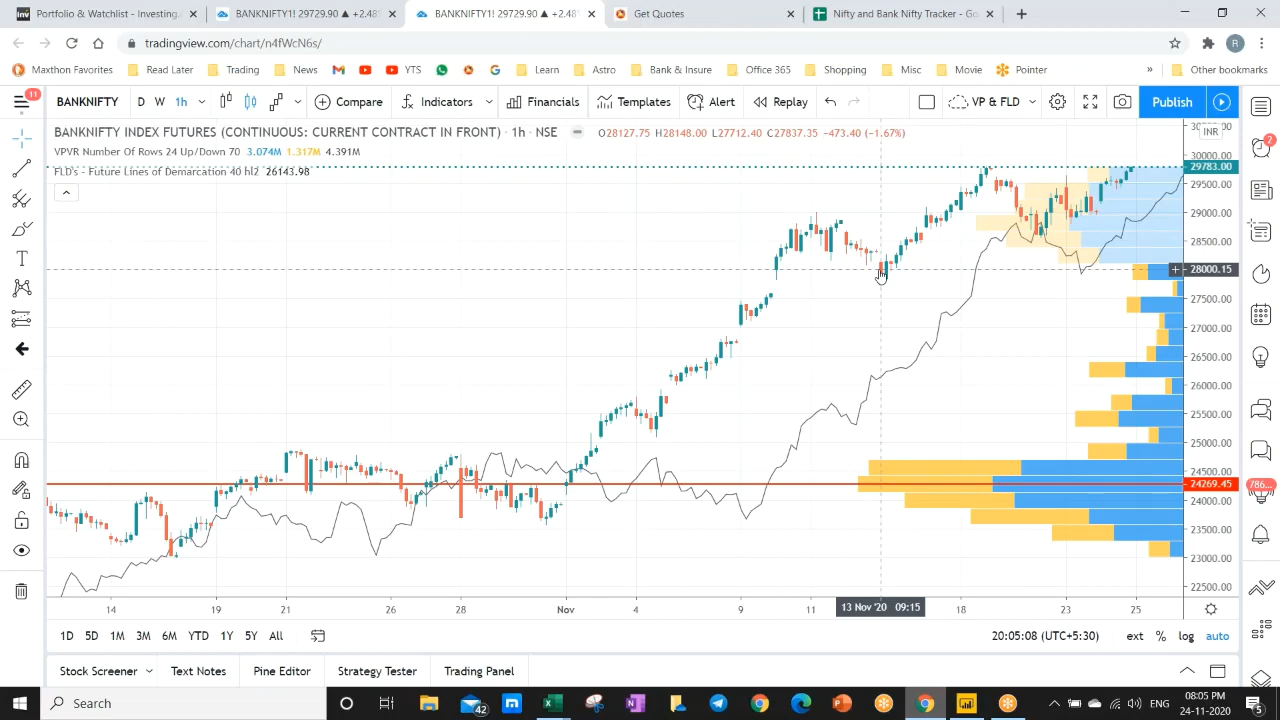 Portfolio & Watchlist - Investing.
BANKNIFTY1! 29729.90 ▲ +2.48%
BANKNIFTY1! 29729.90 ▲ +2.48%
Get Quotes
Nifty and Bank Nifty Tracker - Go
tradingview.com/chart/n4fWcN6s/
R
Maxthon Favorites
Read Later
Trading
News
YTS
Learn
Astro
Bank & Insure
Office 365
Shopping
Misc
Movie
Pointer
»
Other bookmarks
11
BANKNIFTY
D
W
1h
Compare
Indicators
Financials
Templates
Alert
Replay
VP & FLD
Publish
BANKNIFTY INDEX FUTURES (CONTINUOUS: CURRENT CONTRACT IN FRONT) · 1h · NSE
O28127.75 H28148.00 L27712.40 C27837.35 −473.40 (−1.67%)
VPVR Number Of Rows 24 Up/Down 70 3.074M 1.317M 4.391M
FLD's - Future Lines of Demarcation 40 hl2 26143.98
INR
30000.00
29783.00
29500.00
29000.00
28500.00
28000.15
27500.00
27000.00
26500.00
26000.00
25500.00
25000.00
24500.00
24269.45
24000.00
23500.00
23000.00
22500.00
2
786...
14
19
21
26
28
Nov
4
9
11
13 Nov '20 09:15
18
23
25
1D
5D
1M
3M
6M
YTD
1Y
5Y
All
20:05:08 (UTC+5:30)
ext
%
log
auto
Stock Screener
Text Notes
Pine Editor
Strategy Tester
Trading Panel
Search
42
ENG
08:05 PM
24-11-2020
5